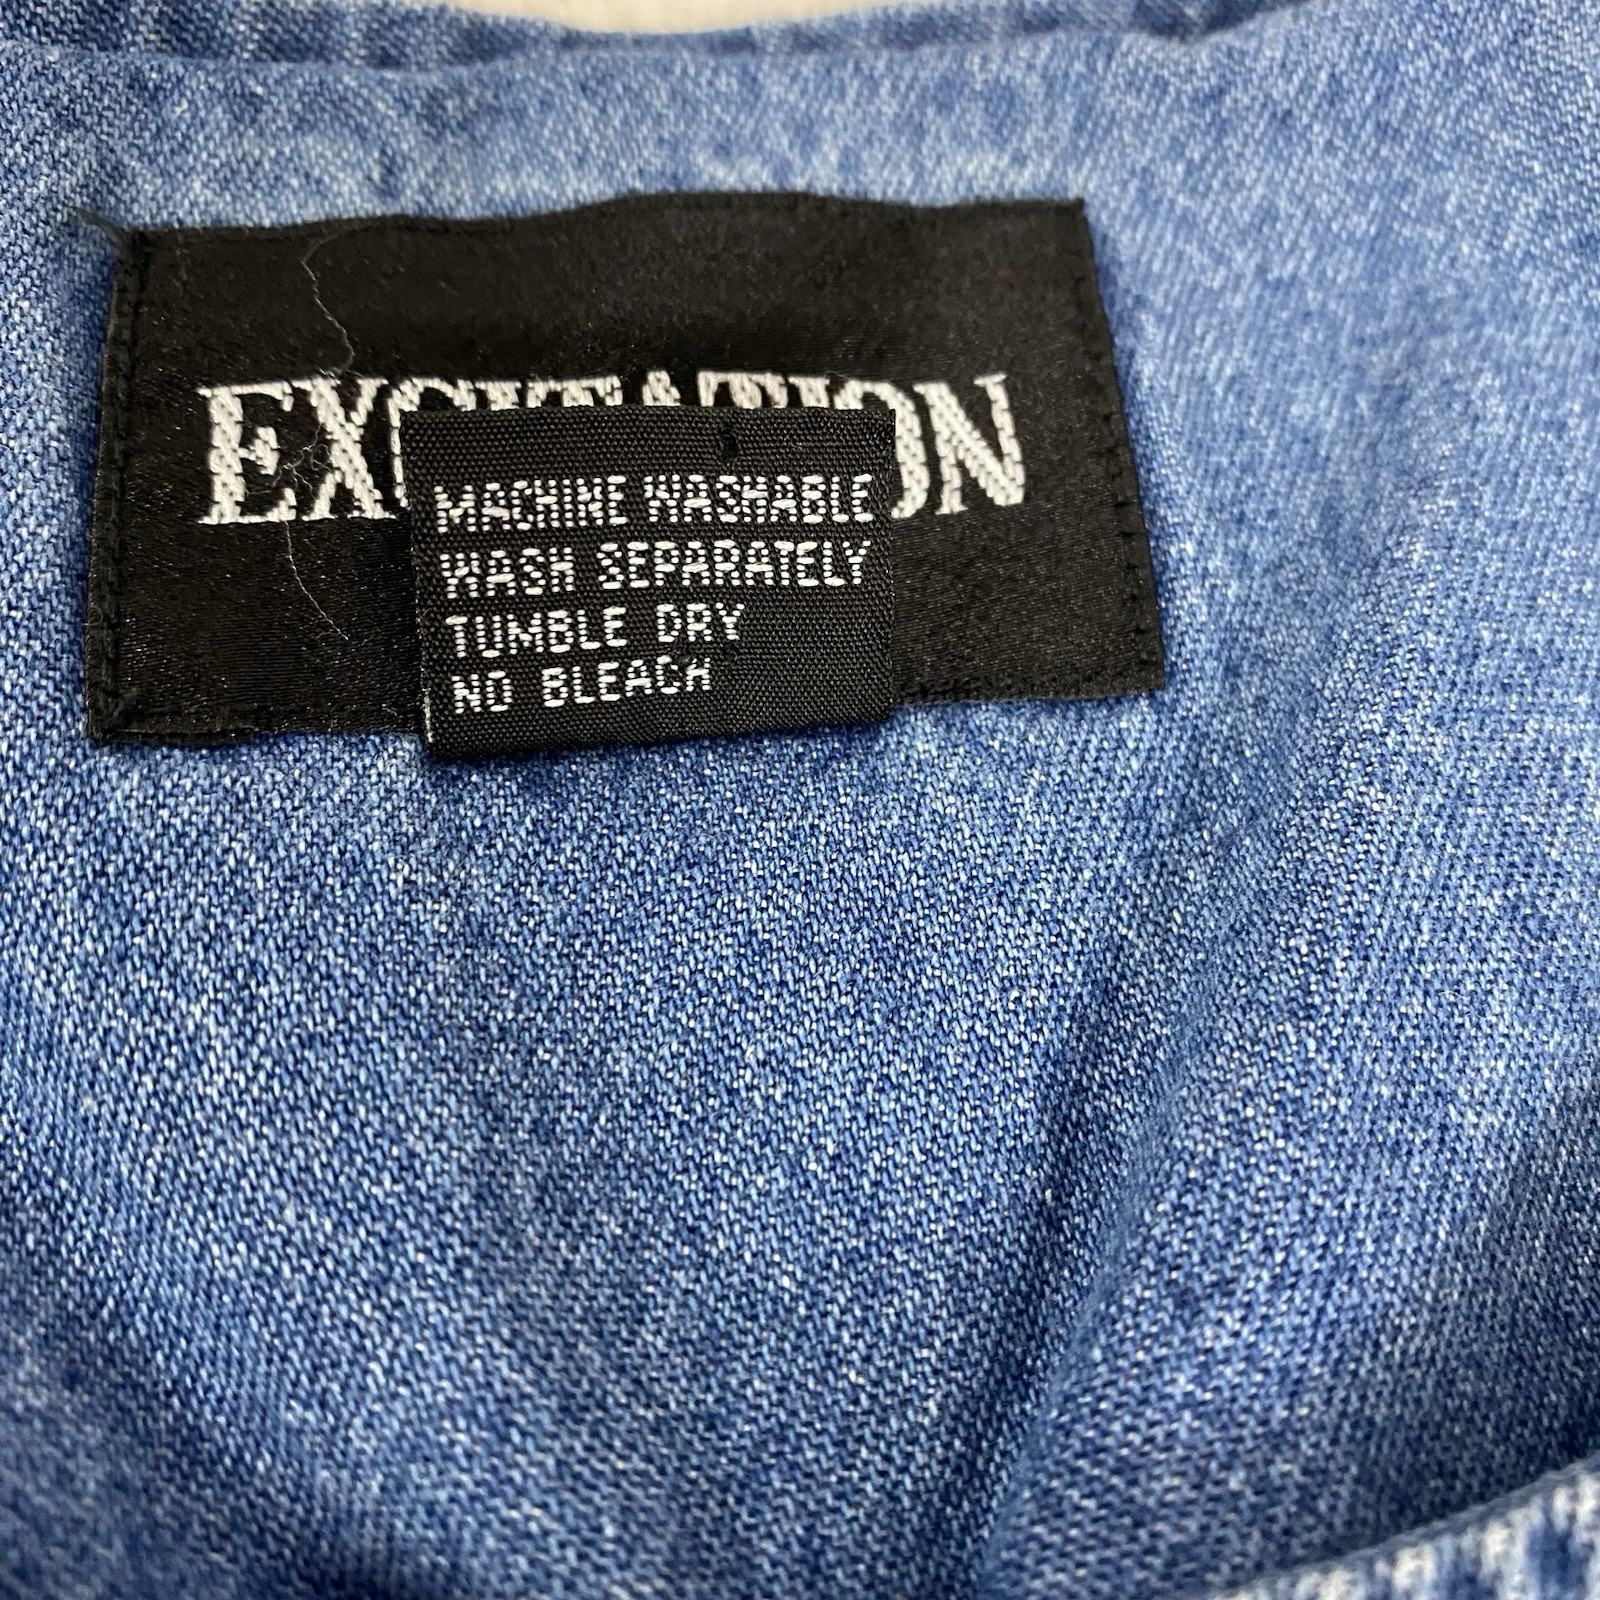 EXCITATION
MACHINE WASHABLE
WASH SEPARATELY
TUMBLE DRY
NO BLEACH